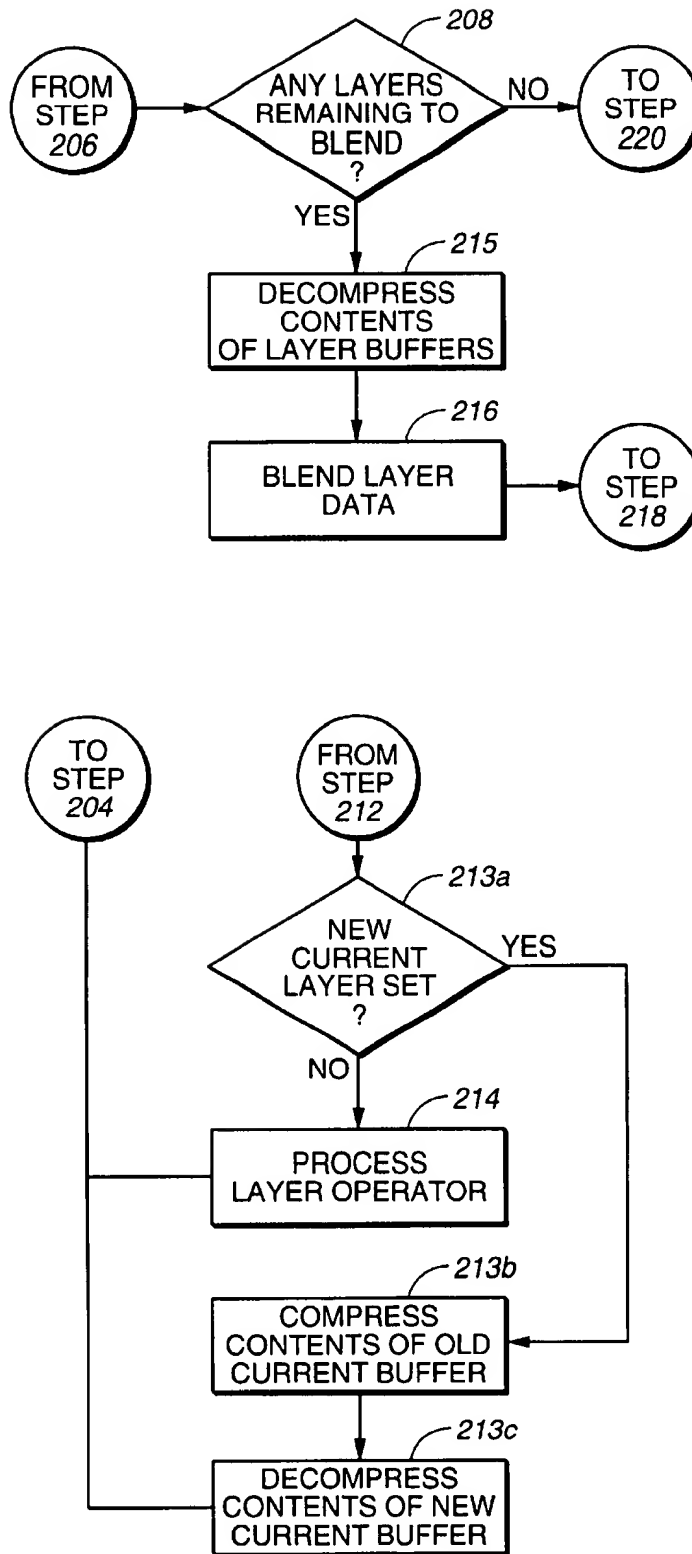 208
FROM
STEP
206
ANY LAYERS
REMAINING TO
BLEND
?
NO
TO
STEP
220
YES
215
DECOMPRESS
CONTENTS
OF LAYER BUFFERS
216
BLEND LAYER
DATA
TO
STEP
218
TO
STEP
204
FROM
STEP
212
213a
NEW
CURRENT
LAYER SET
?
YES
NO
214
PROCESS
LAYER OPERATOR
213b
COMPRESS
CONTENTS OF OLD
CURRENT BUFFER
213c
DECOMPRESS
CONTENTS OF NEW
CURRENT BUFFER